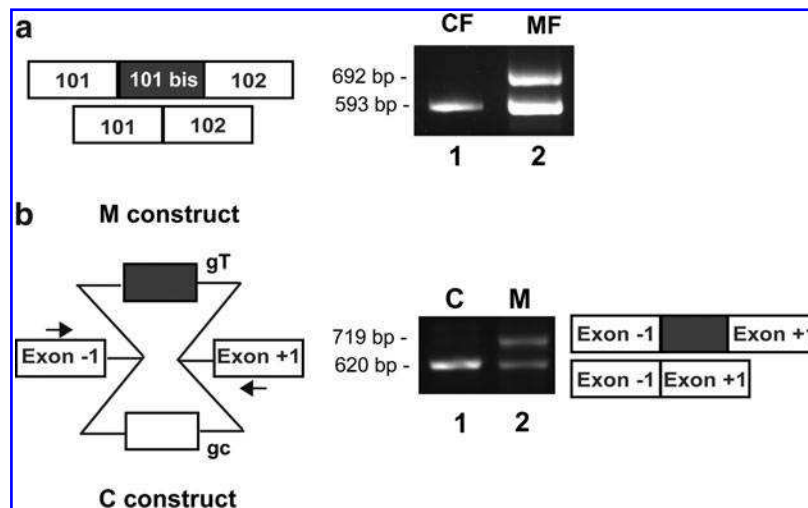 a
101 101 bis 102
101 102
CF MF
692 bp -
593 bp -
1 2
b
M construct
gT
Exon -1 Exon +1
gc
C construct
C M
719 bp -
620 bp -
1 2
Exon -1 Exon +1
Exon -1 Exon +1